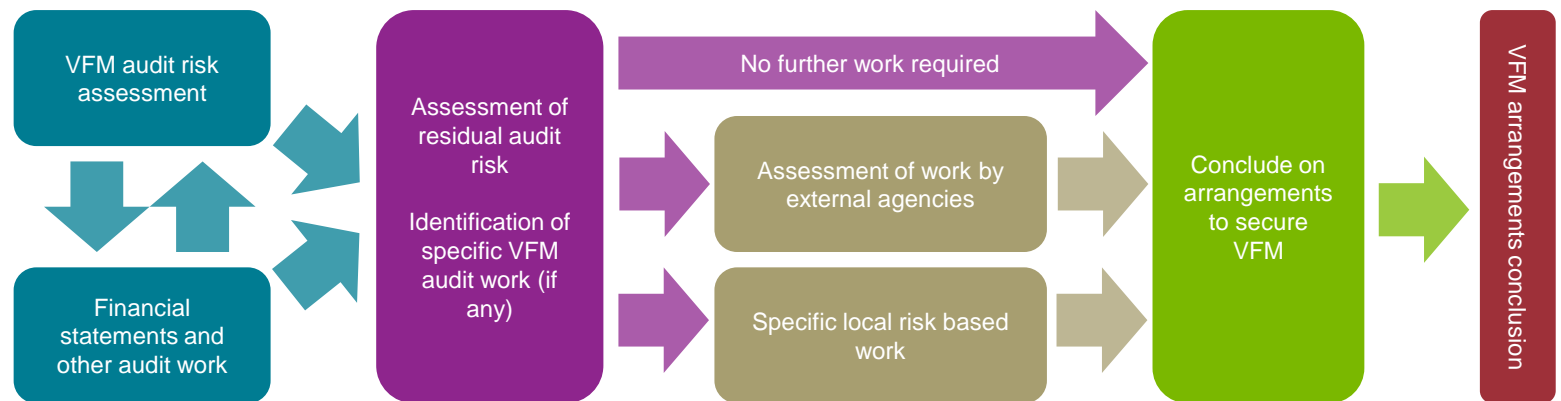 VFM audit risk
assessment
Financial
statements and
other audit work
Assessment of
residual audit
risk
Identification of
specific VFM
audit work (if
any)
No further work required
Assessment of work by
external agencies
Specific local risk based
work
Conclude on
arrangements
to secure
VFM
VFM arrangements conclusion